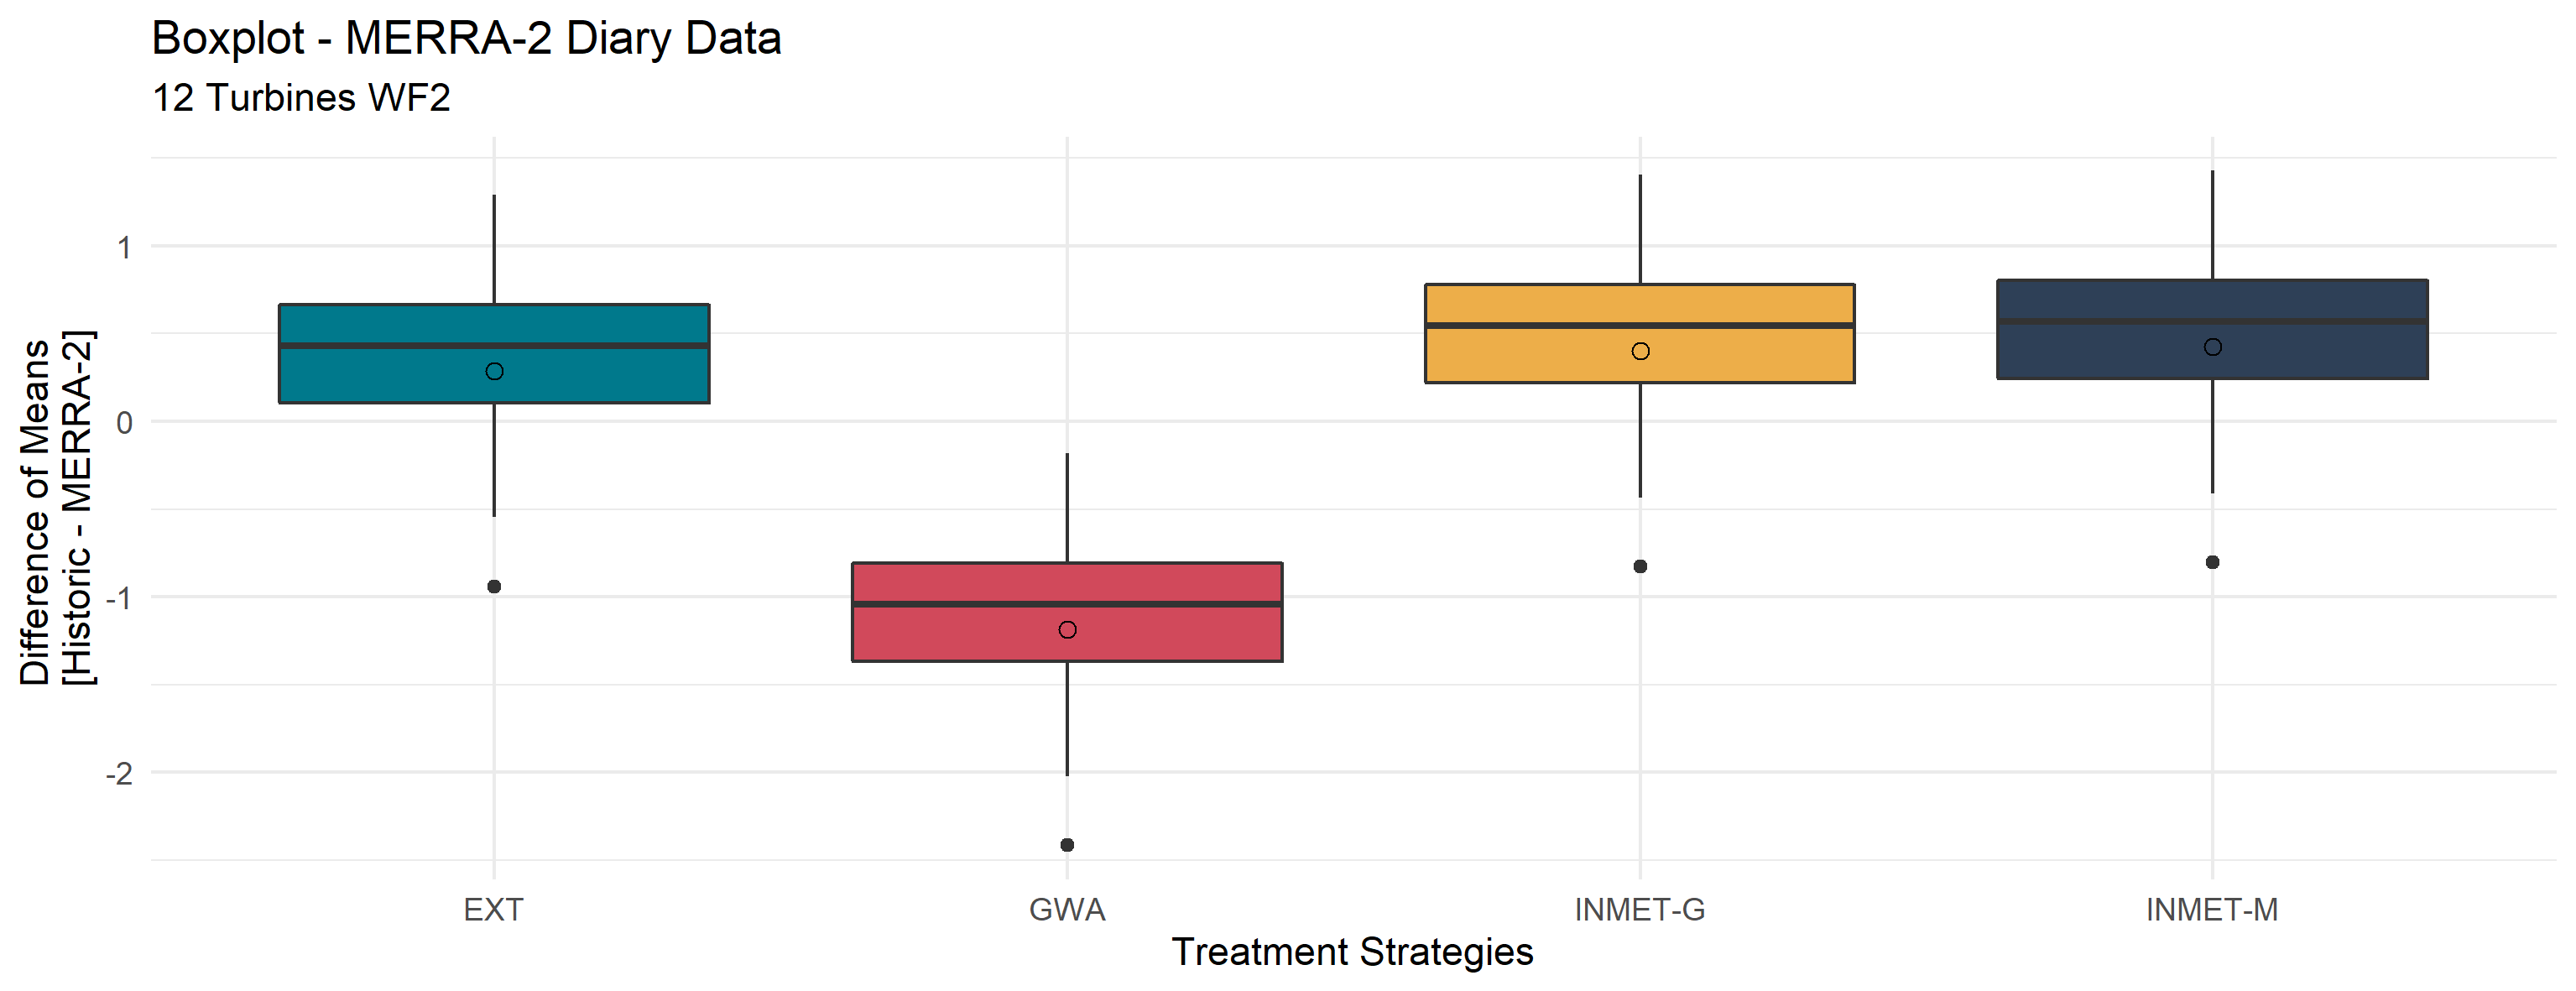 Boxplot - MERRA-2 Diary Data
12 Turbines WF2
Difference of Means
[Historic - MERRA-2]
1
0
-1
-2
EXT
GWA
INMET-G
INMET-M
Treatment Strategies